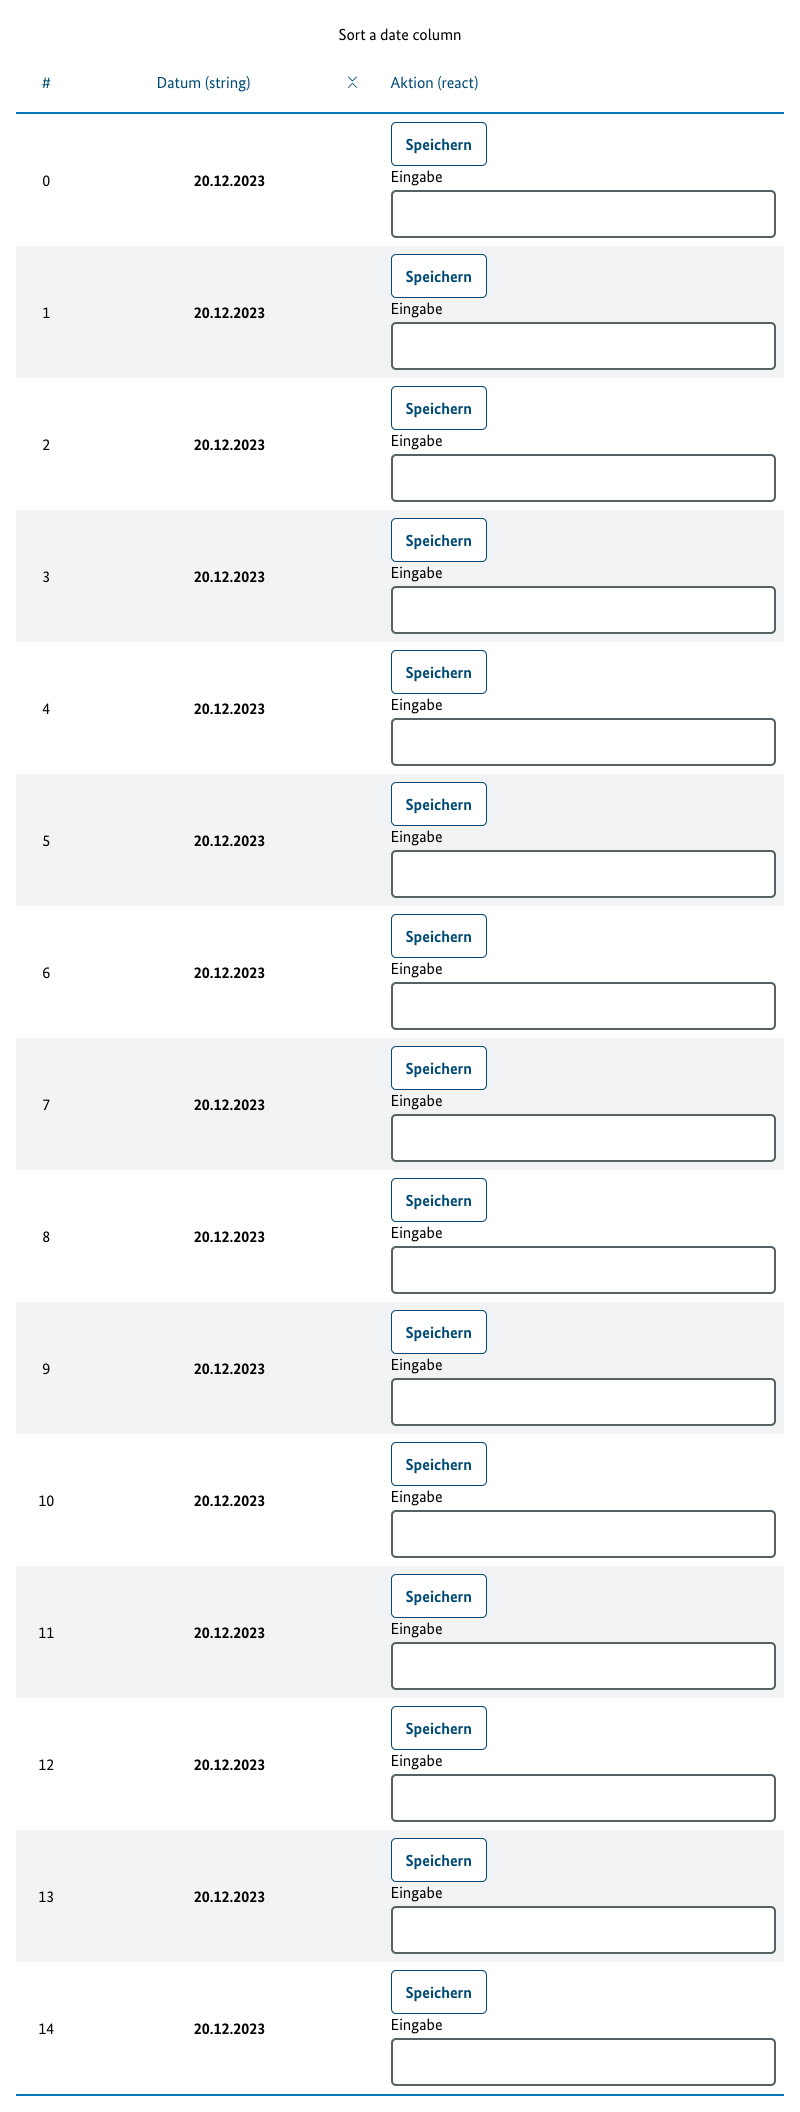 Sort a date column
# Datum (string) Aktion (react)
Speichern
Eingabe
0 20.12.2023
Speichern
Eingabe
1 20.12.2023
Speichern
Eingabe
2 20.12.2023
Speichern
Eingabe
3 20.12.2023
Speichern
Eingabe
4 20.12.2023
Speichern
Eingabe
5 20.12.2023
Speichern
Eingabe
6 20.12.2023
Speichern
Eingabe
7 20.12.2023
Speichern
Eingabe
8 20.12.2023
Speichern
Eingabe
9 20.12.2023
Speichern
Eingabe
10 20.12.2023
Speichern
Eingabe
11 20.12.2023
Speichern
Eingabe
12 20.12.2023
Speichern
Eingabe
13 20.12.2023
Speichern
Eingabe
14 20.12.2023